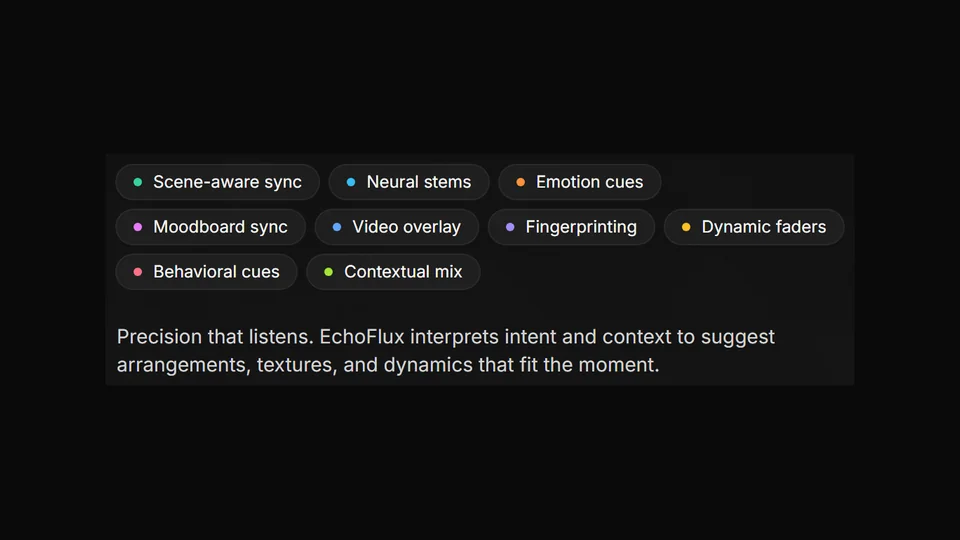 Scene-aware sync Neural stems Emotion cues
Moodboard sync Video overlay Fingerprinting Dynamic faders
Behavioral cues Contextual mix
Precision that listens. EchoFlux interprets intent and context to suggest
arrangements, textures, and dynamics that fit the moment.